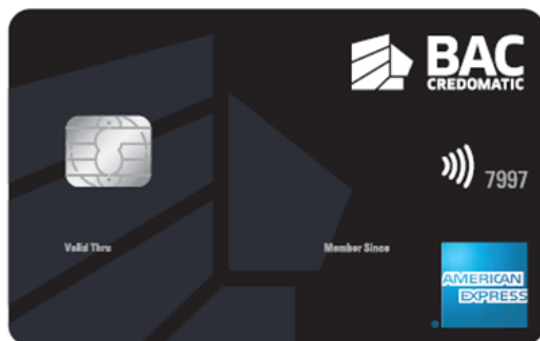 BAC
CREDOMATIC
7997
Valid Thru
Member Since
AMERICAN
EXPRESS